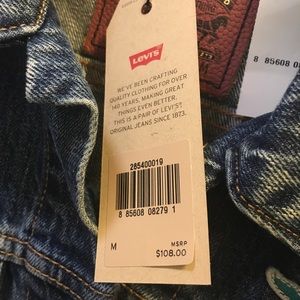 Levi's
WE'VE BEEN CRAFTING
QUALITY CLOTHING FOR OVER
140 YEARS. MAKING GREAT
THINGS EVEN BETTER.
THIS IS A PAIR OF LEVI'S®
ORIGINAL JEANS SINCE 1873.
285400019
8 85608 08279 1
M
MSRP
$108.00
8 85608